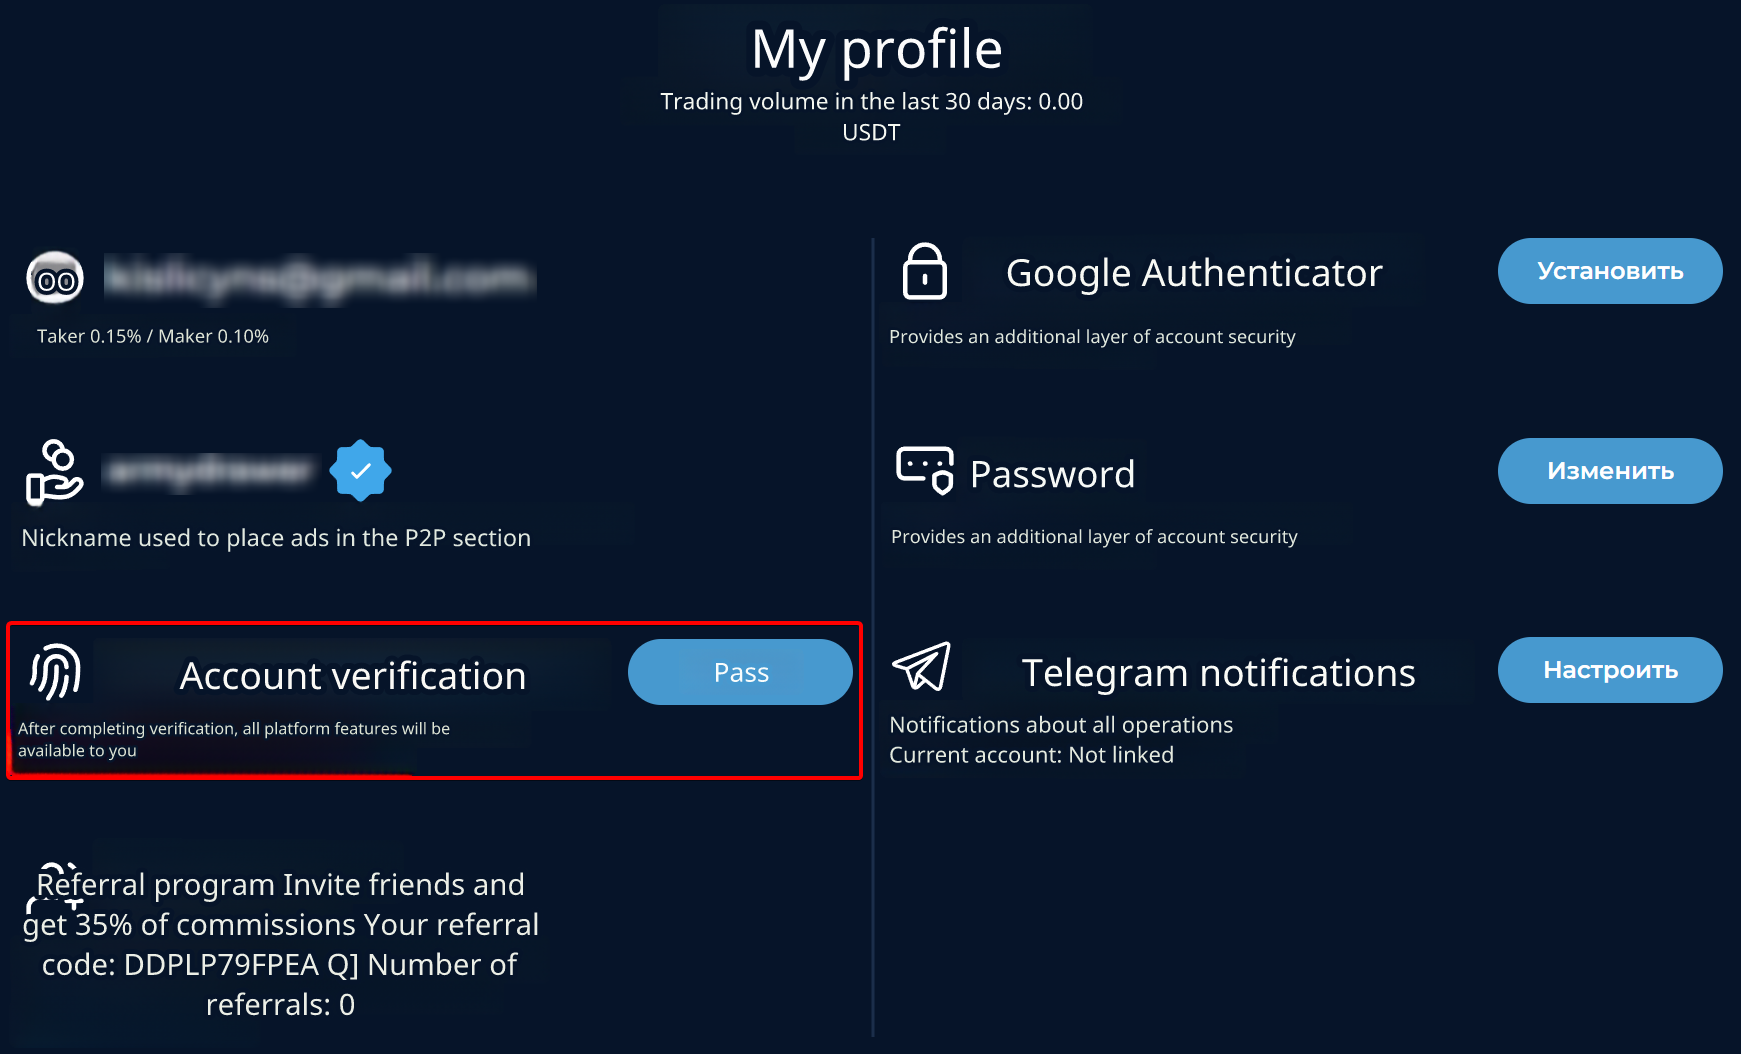 My profile
Trading volume in the last 30 days: 0.00
USDT
Taker 0.15% / Maker 0.10%
Nickname used to place ads in the P2P section
Account verification
Pass
After completing verification, all platform features will be
available to you
Referral program Invite friends and
get 35% of commissions Your referral
code: DDPLP79FPEA Q] Number of
referrals: 0
Google Authenticator
Установить
Provides an additional layer of account security
Password
Изменить
Provides an additional layer of account security
Telegram notifications
Настроить
Notifications about all operations
Current account: Not linked